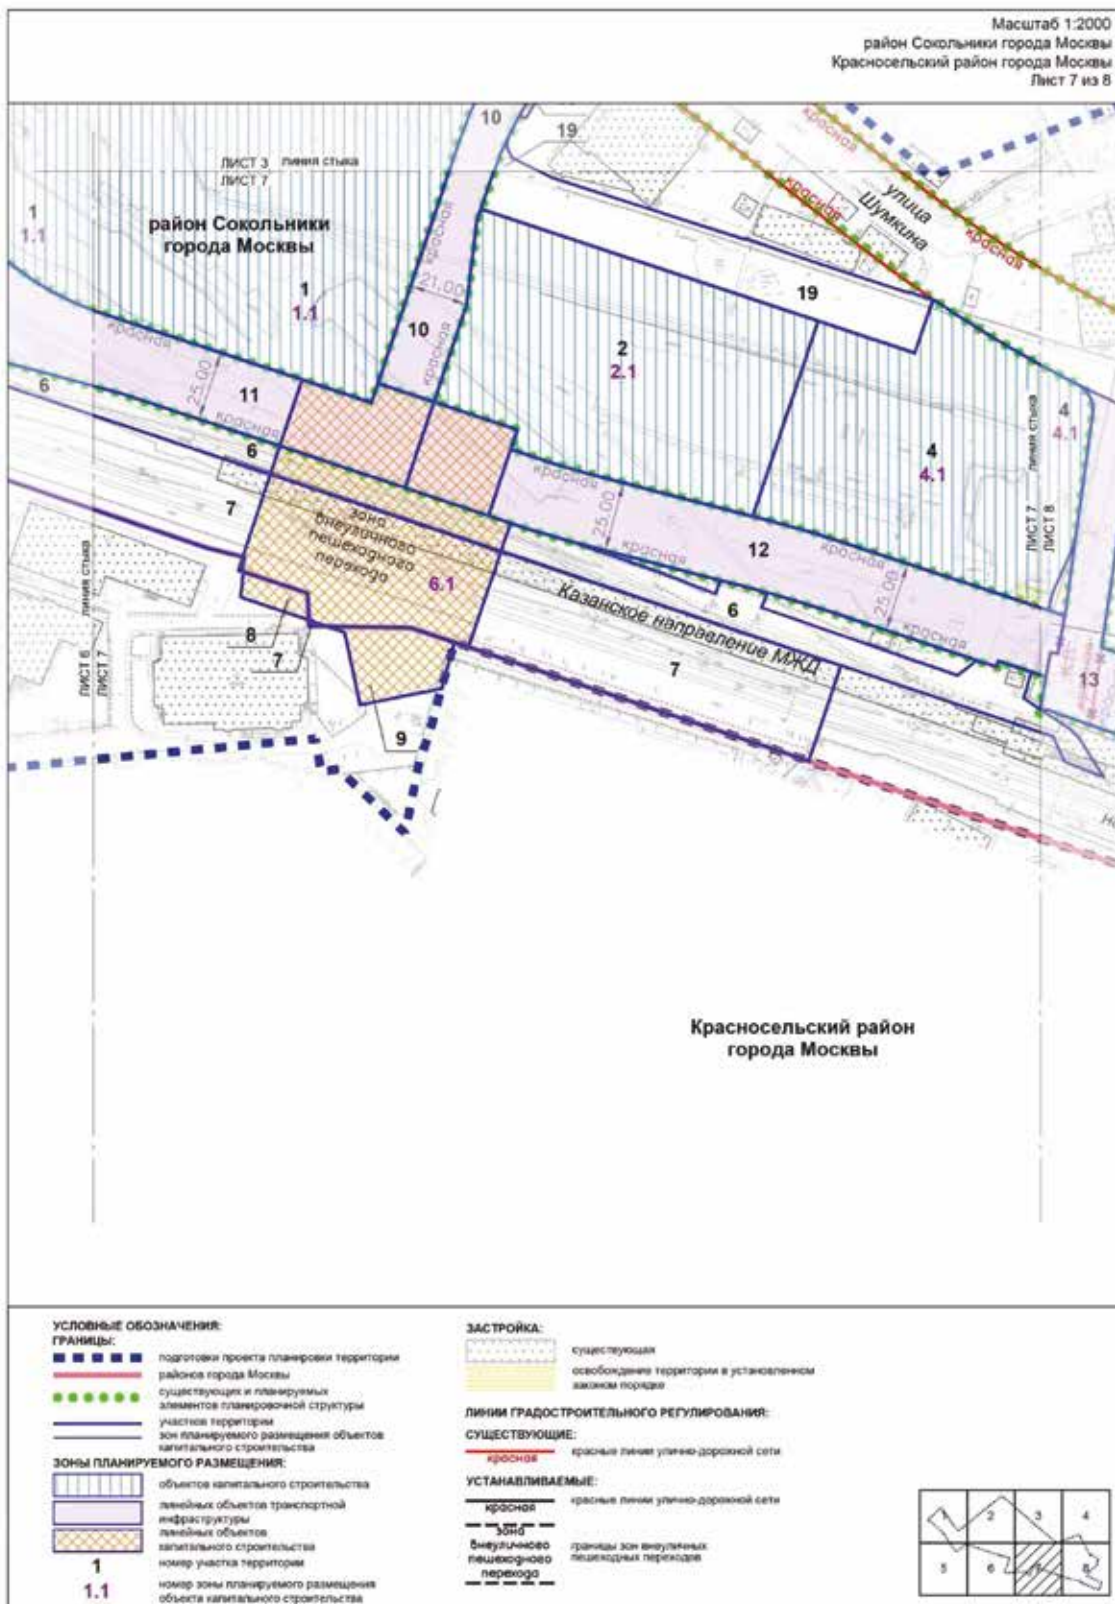 Масштаб 1:2000
район Сокольники города Москвы
Красносельский район города Москвы
Лист 7 из 8
10
19
красная
красная
ЛИСТ 3 линия стыка
ЛИСТ 7
улица
Шумкина
красная
красная
1
1.1
район Сокольники
города Москвы
красная
1
1.1
21.00
10
красная
19
2
2.1
4
4.1
4
4.1
ЛИСТ 7 линия стыка
ЛИСТ 8
красная
25.00
11
красная
6
6
7
зона
внеуличного
пешеходного
перехода
6.1
красная
25.00
красная
12
красная
25.00
красная
6
Казанское направление МЖД
7
8
7
9
13
ЛИСТ 6 линия стыка
ЛИСТ 7
Красносельский район
города Москвы
УСЛОВНЫЕ ОБОЗНАЧЕНИЯ:
ГРАНИЦЫ:
подготовки проекта планировки территории
районов города Москвы
существующих и планируемых
элементов планировочной структуры
участков территории
зон планируемого размещения объектов
капитального строительства
ЗОНЫ ПЛАНИРУЕМОГО РАЗМЕЩЕНИЯ:
объектов капитального строительства
линейных объектов транспортной
инфраструктуры
линейных объектов
капитального строительства
1
номер участка территории
1.1
номер зоны планируемого размещения
объекта капитального строительства
ЗАСТРОЙКА:
существующая
освобождение территории в установленном
законом порядке
ЛИНИИ ГРАДОСТРОИТЕЛЬНОГО РЕГУЛИРОВАНИЯ:
СУЩЕСТВУЮЩИЕ:
красная
красные линии улично-дорожной сети
УСТАНАВЛИВАЕМЫЕ:
красная
красные линии улично-дорожной сети
зона
внеуличного
пешеходного
перехода
границы зон внеуличных
пешеходных переходов
1 2 3 4
5 6 7 8